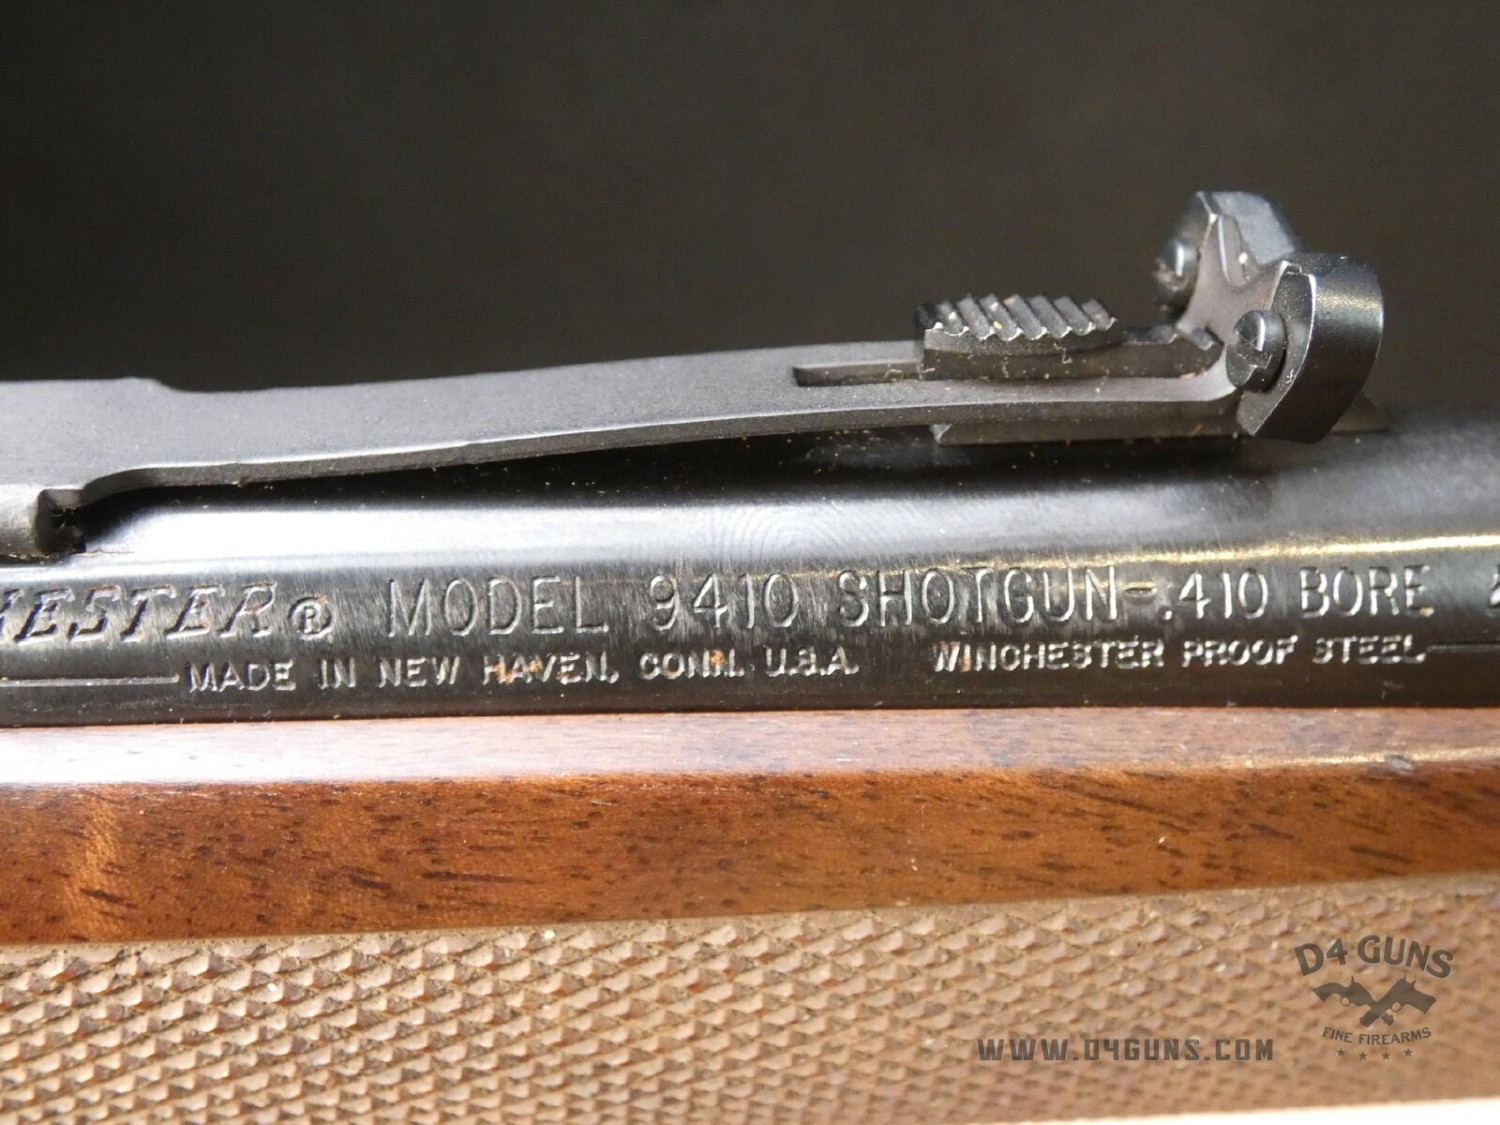 HESTER® MODEL 9410 SHOTGUN-.410 BORE
MADE IN NEW HAVEN, CONN. U.S.A. WINCHESTER PROOF STEEL
D4 GUNS
FINE FIREARMS
WWW.D4GUNS.COM